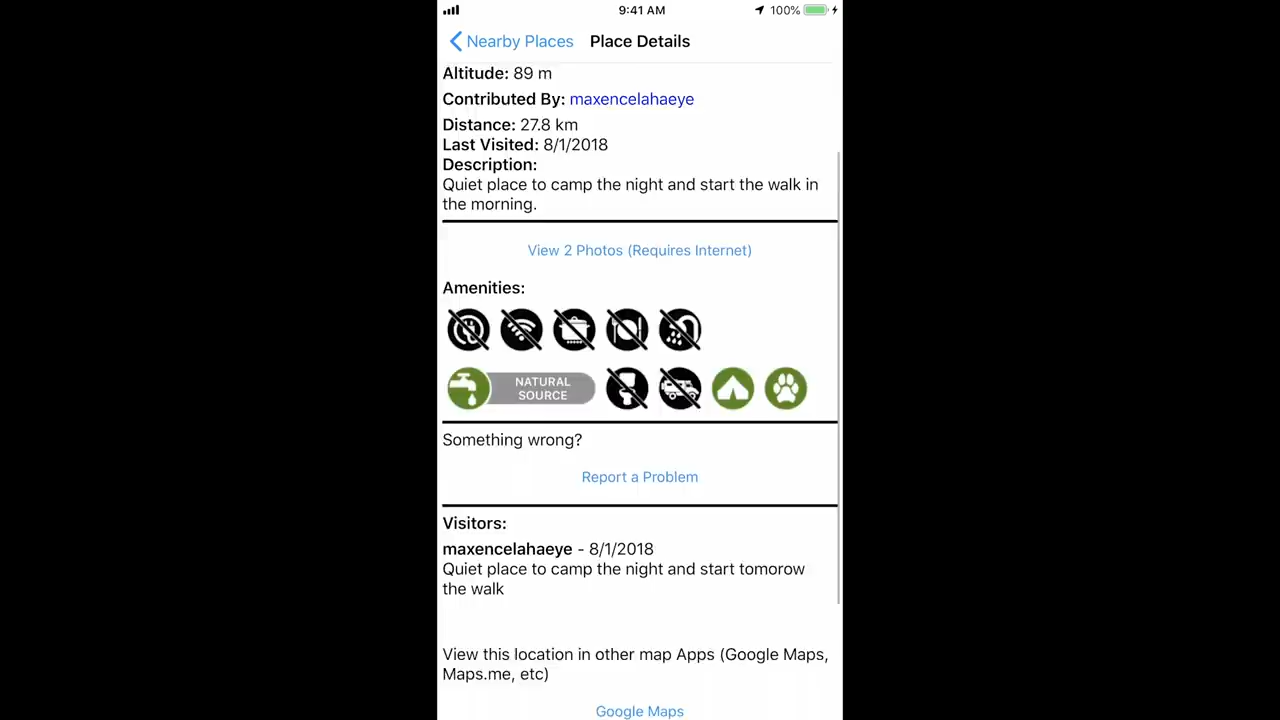 9:41 AM
100%
Nearby Places
Place Details
Altitude: 89 m
Contributed By: maxencelahaeye
Distance: 27.8 km
Last Visited: 8/1/2018
Description:
Quiet place to camp the night and start the walk in
the morning.
View 2 Photos (Requires Internet)
Amenities:
NATURAL
SOURCE
Something wrong?
Report a Problem
Visitors:
maxencelahaeye - 8/1/2018
Quiet place to camp the night and start tomorow
the walk
View this location in other map Apps (Google Maps,
Maps.me, etc)
Google Maps